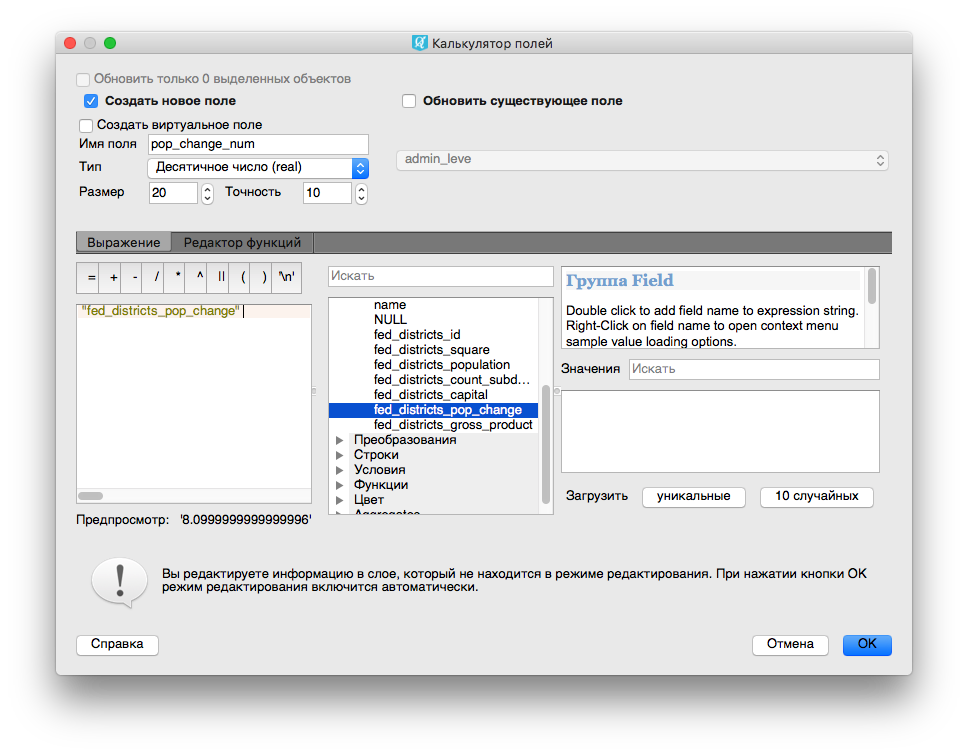 Калькулятор полей
Обновить только 0 выделенных объектов
Создать новое поле
Обновить существующее поле
Создать виртуальное поле
Имя поля pop_change_num
Тип Десятичное число (real)
admin_leve
Размер 20 Точность 10
Выражение Редактор функций
= + - / * ^ || ( ) '\n'
"fed_districts_pop_change"
Предпросмотр: '8.0999999999999996'
Искать
name
NULL
fed_districts_id
fed_districts_square
fed_districts_population
fed_districts_count_subd...
fed_districts_capital
fed_districts_pop_change
fed_districts_gross_product
Преобразования
Строки
Условия
Функции
Цвет
Aggregates
Группа Field
Double click to add field name to expression string.
Right-Click on field name to open context menu
sample value loading options.
Значения Искать
Загрузить уникальные 10 случайных
Вы редактируете информацию в слое, который не находится в режиме редактирования. При нажатии кнопки OK
режим редактирования включится автоматически.
Справка
Отмена
OK